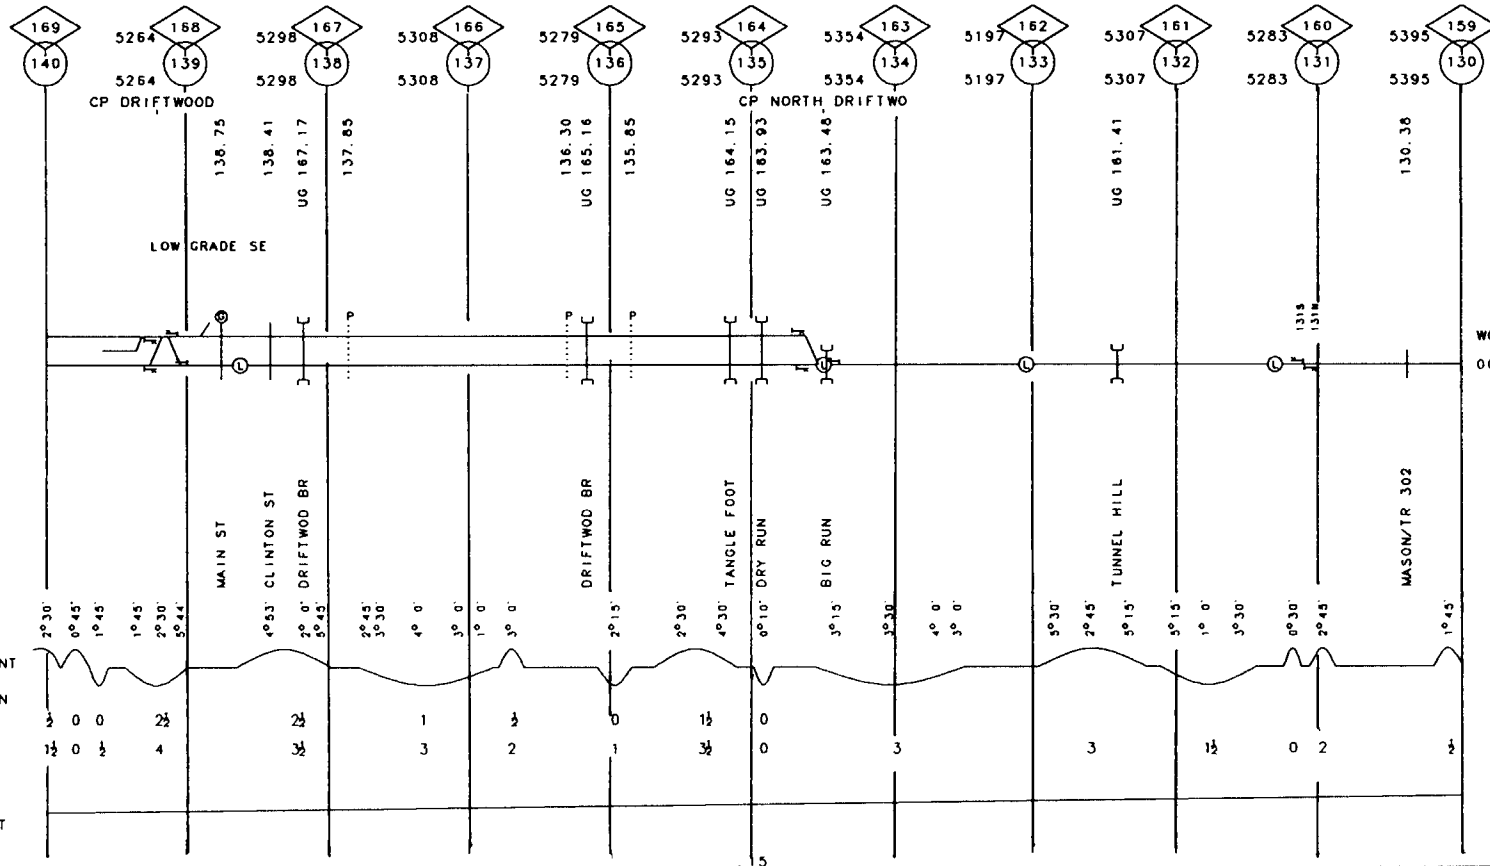 169 168 167 166 165 164 163 162 161 160 159
5264 5298 5308 5279 5293 5354 5197 5307 5283 5395
140 139 138 137 136 135 134 133 132 131 130
5264 5298 5308 5279 5293 5354 5197 5307 5283 5395
CP DRIFTWOOD
CP NORTH DRIFTWO
138.75
138.41
UG 167.17
137.85
136.30
UG 165.16
135.85
UG 164.15
UG 163.93
UG 163.48
UG 161.41
130.38
LOW GRADE SE
G
P P P
131S
131N
L L L L
MAIN ST
CLINTON ST
DRIFTWOD BR
DRIFTWOD BR
TANGLE FOOT
DRY RUN
BIG RUN
TUNNEL HILL
MASON/TR 302
2°30' 0°45' 1°45' 1°45' 2°30' 5°44' 4°53' 2°0' 5°45' 2°45' 3°30' 4°0' 3°0' 1°0' 3°0' 2°15' 2°30' 4°30' 0°10' 3°15' 3°30' 4°0' 3°0' 5°30' 2°45' 5°15' 5°15' 1°0' 3°30' 0°30' 2°45' 1°45'
NT
N
½ 0 0 2½ 2½ 1 ½ 0 1½ 0
1½ 0 ½ 4 3½ 3 2 1 3½ 0 3 3 1½ 0 2 ½
T